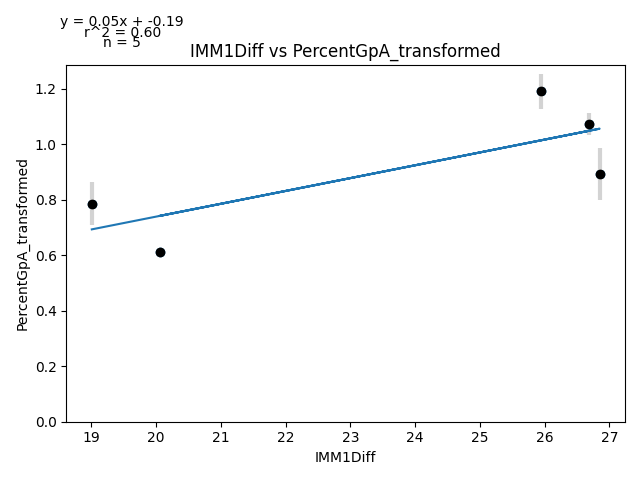 y = 0.05x + -0.19
r^2 = 0.60
n = 5
IMM1Diff vs PercentGpA_transformed
1.2
1.0
0.8
0.6
0.4
0.2
0.0
PercentGpA_transformed
19 20 21 22 23 24 25 26 27
IMM1Diff